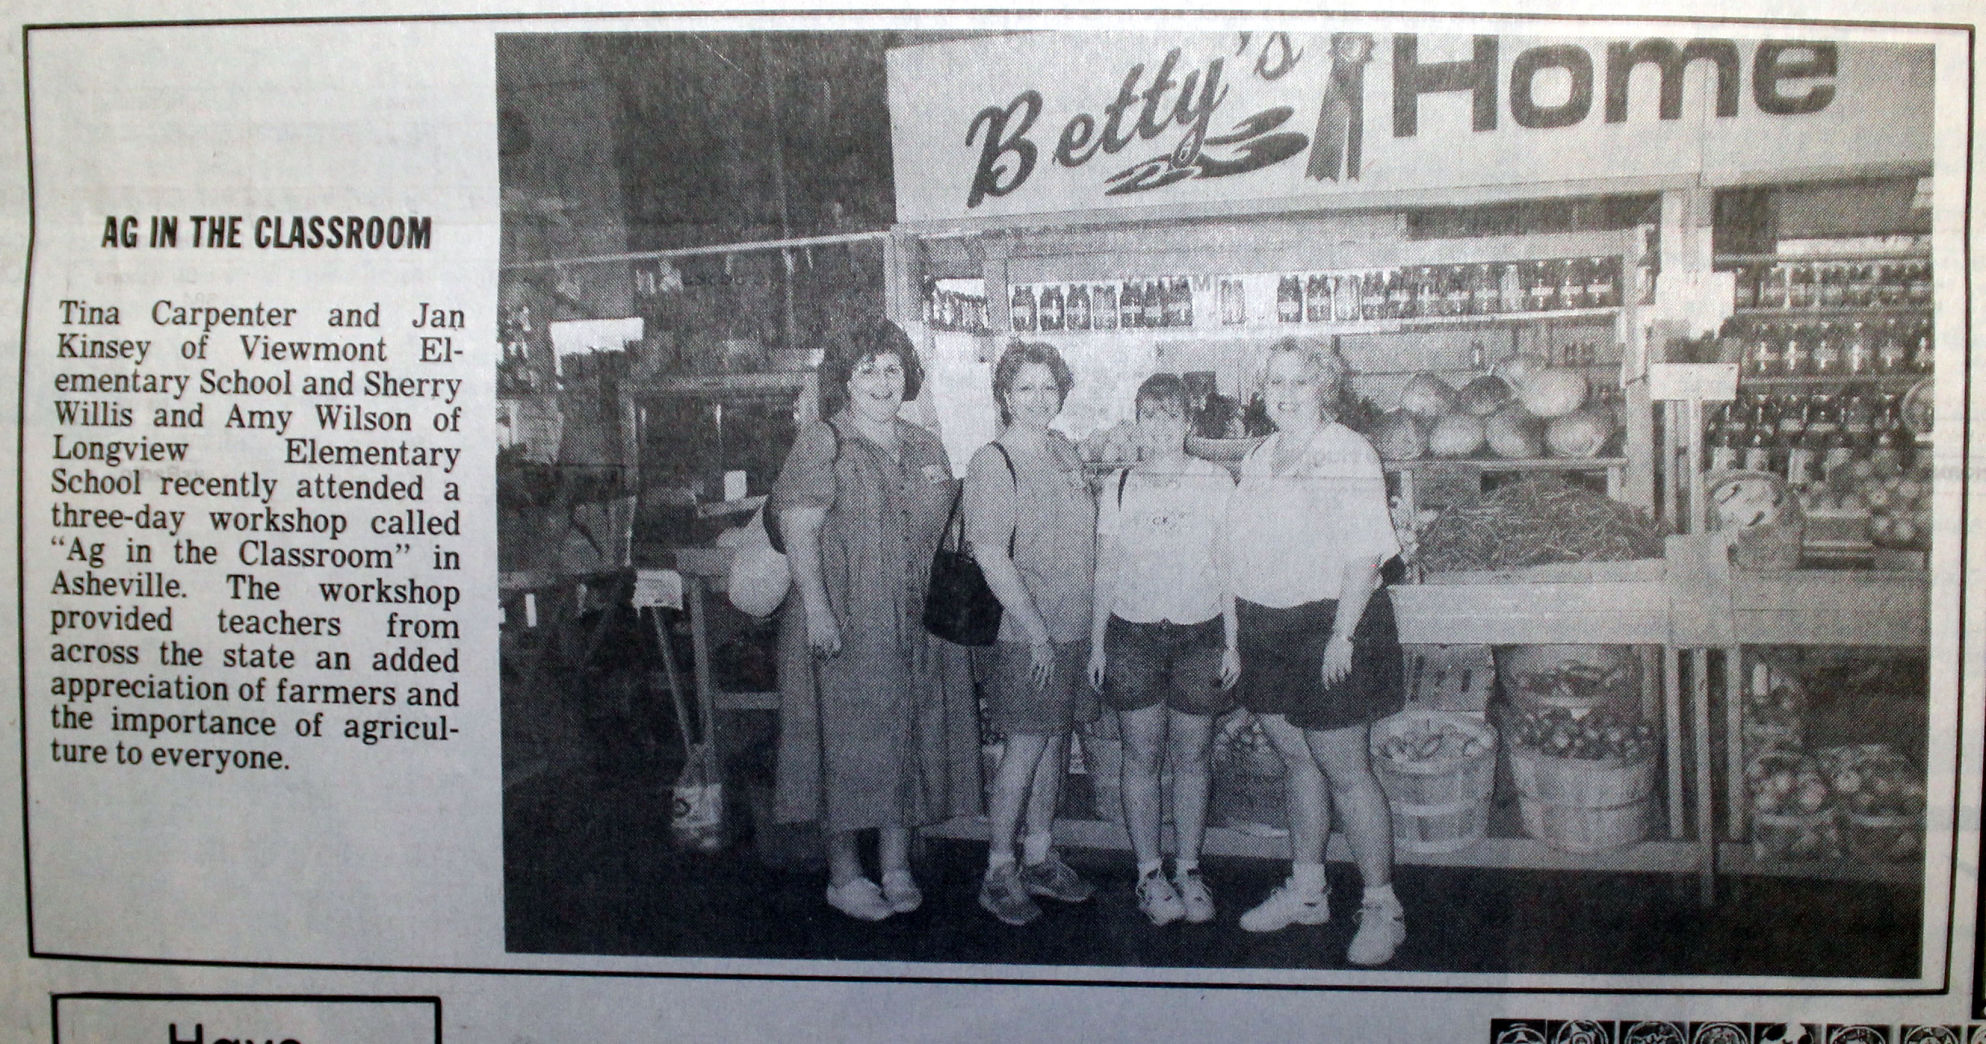 AG IN THE CLASSROOM
Tina Carpenter and Jan
Kinsey of Viewmont El-
ementary School and Sherry
Willis and Amy Wilson of
Longview Elementary
School recently attended a
three-day workshop called
“Ag in the Classroom” in
Asheville. The workshop
provided teachers from
across the state an added
appreciation of farmers and
the importance of agricul-
ture to everyone.
Betty's Home
Have